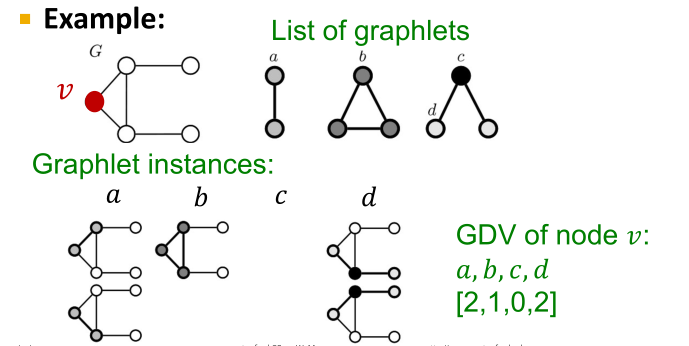 Example:
List of graphlets
G
a
b
c
v
d
Graphlet instances:
a
b
c
d
GDV of node v:
a, b, c, d
[2,1,0,2]